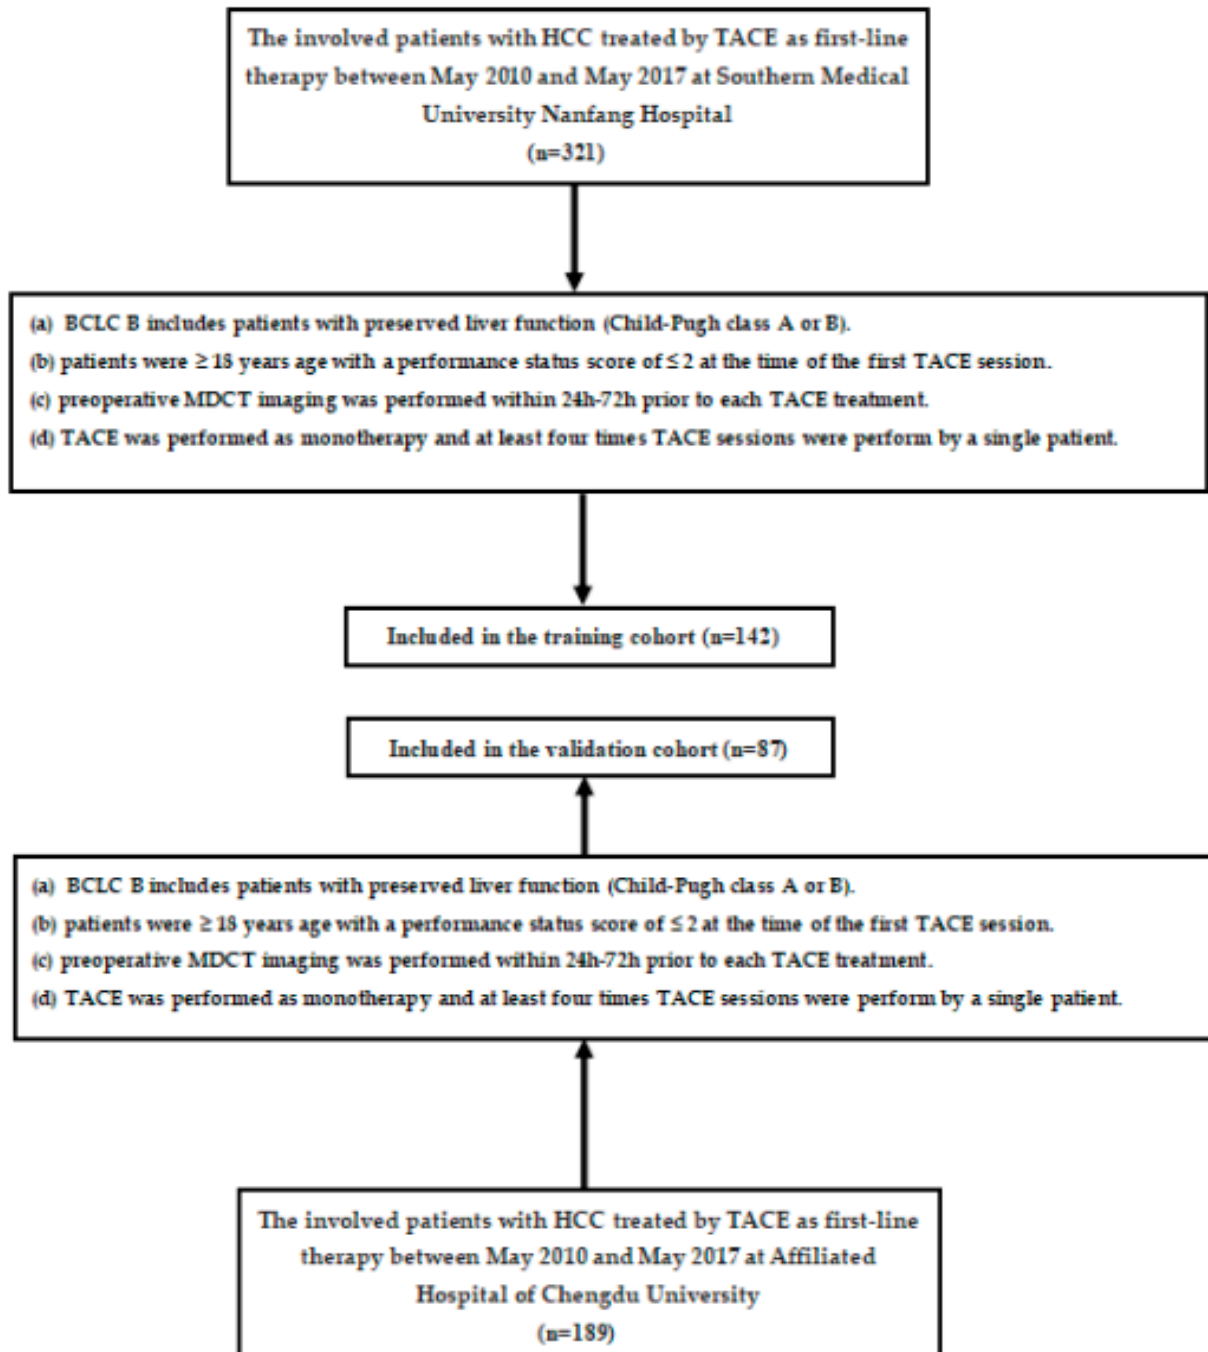 The involved patients with HCC treated by TACE as first-line
therapy between May 2010 and May 2017 at Southern Medical
University Nanfang Hospital
(n=321)
(a) BCLC B includes patients with preserved liver function (Child-Pugh class A or B).
(b) patients were ≥ 18 years age with a performance status score of ≤ 2 at the time of the first TACE session.
(c) preoperative MDCT imaging was performed within 24h-72h prior to each TACE treatment.
(d) TACE was performed as monotherapy and at least four times TACE sessions were perform by a single patient.
Included in the training cohort (n=142)
Included in the validation cohort (n=87)
(a) BCLC B includes patients with preserved liver function (Child-Pugh class A or B).
(b) patients were ≥ 18 years age with a performance status score of ≤ 2 at the time of the first TACE session.
(c) preoperative MDCT imaging was performed within 24h-72h prior to each TACE treatment.
(d) TACE was performed as monotherapy and at least four times TACE sessions were perform by a single patient.
The involved patients with HCC treated by TACE as first-line
therapy between May 2010 and May 2017 at Affiliated
Hospital of Chengdu University
(n=189)